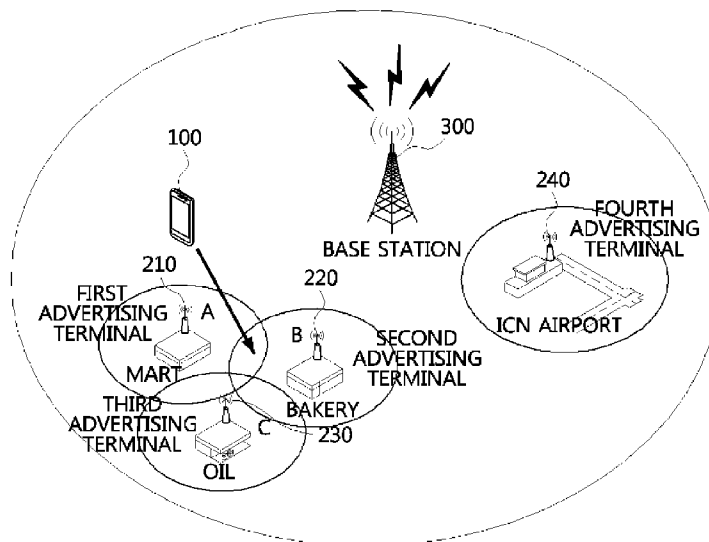 100
300
BASE STATION
240
FOURTH
ADVERTISING
TERMINAL
ICN AIRPORT
210
FIRST
ADVERTISING
TERMINAL
A
MART
220
B
SECOND
ADVERTISING
TERMINAL
BAKERY
THIRD
ADVERTISING
TERMINAL
C
230
OIL